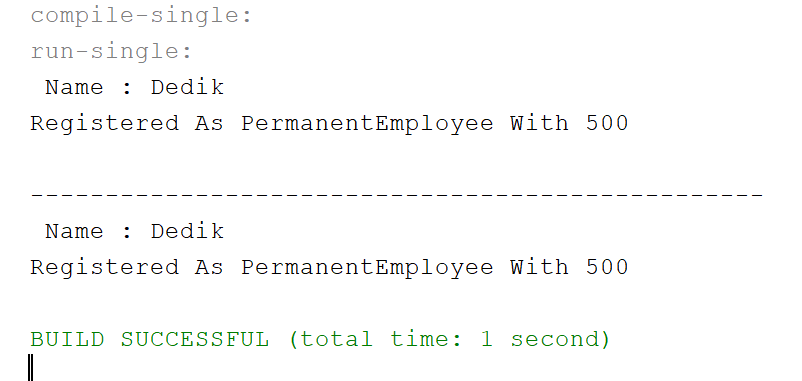 compile-single:
run-single:
Name : Dedik
Registered As PermanentEmployee With 500
-------------------------------------------------
Name : Dedik
Registered As PermanentEmployee With 500
BUILD SUCCESSFUL (total time: 1 second)